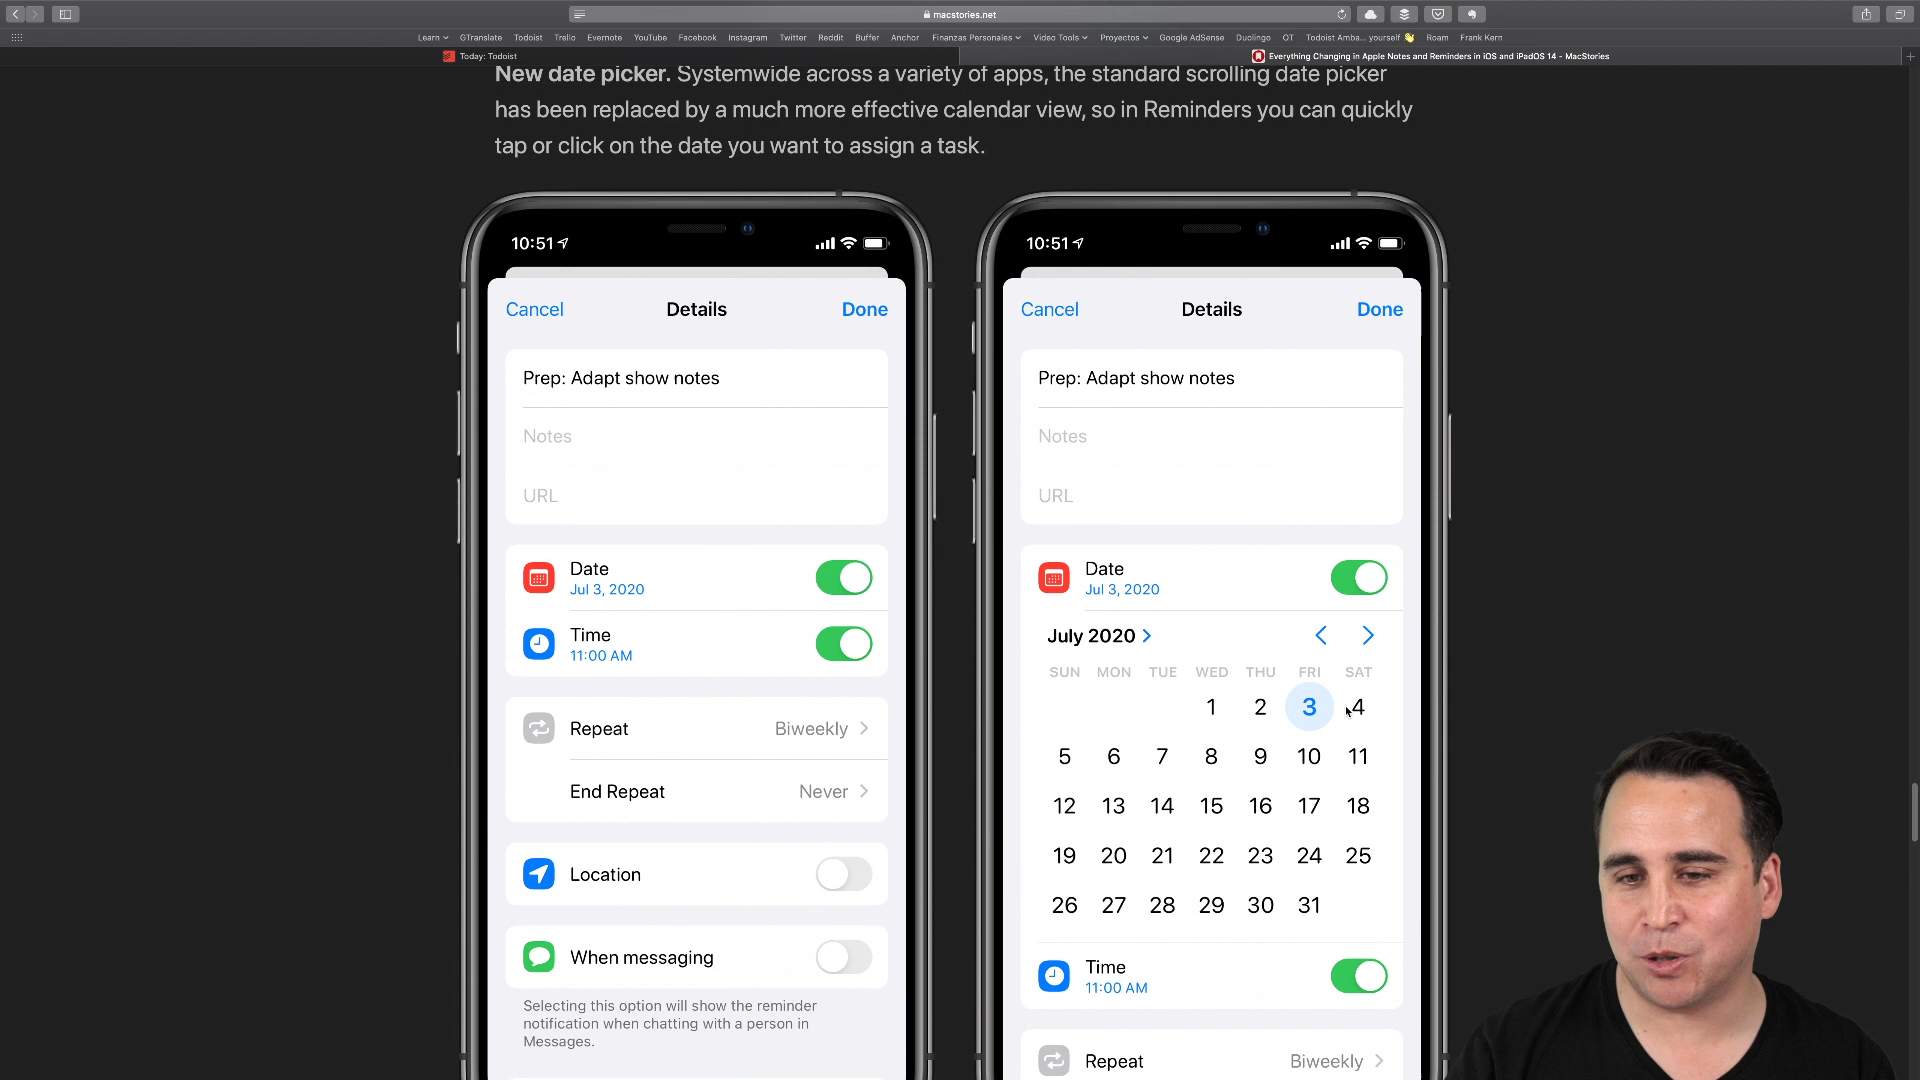 macstories.net
Learn GTranslate Todoist Trello Evernote YouTube Facebook Instagram Twitter Reddit Buffer Anchor Finanzas Personales Video Tools Proyectos Google AdSense Duolingo OT Todoist Amba... yourself 👋 Roam Frank Kern
Today: Todoist
Everything Changing in Apple Notes and Reminders in iOS and iPadOS 14 - MacStories
New date picker. Systemwide across a variety of apps, the standard scrolling date picker
has been replaced by a much more effective calendar view, so in Reminders you can quickly
tap or click on the date you want to assign a task.
10:51
Cancel Details Done
Prep: Adapt show notes
Notes
URL
Date
Jul 3, 2020
Time
11:00 AM
Repeat Biweekly
End Repeat Never
Location
When messaging
Selecting this option will show the reminder
notification when chatting with a person in
Messages.
10:51
Cancel Details Done
Prep: Adapt show notes
Notes
URL
Date
Jul 3, 2020
July 2020
SUN MON TUE WED THU FRI SAT
1 2 3 4
5 6 7 8 9 10 11
12 13 14 15 16 17 18
19 20 21 22 23 24 25
26 27 28 29 30 31
Time
11:00 AM
Repeat Biweekly